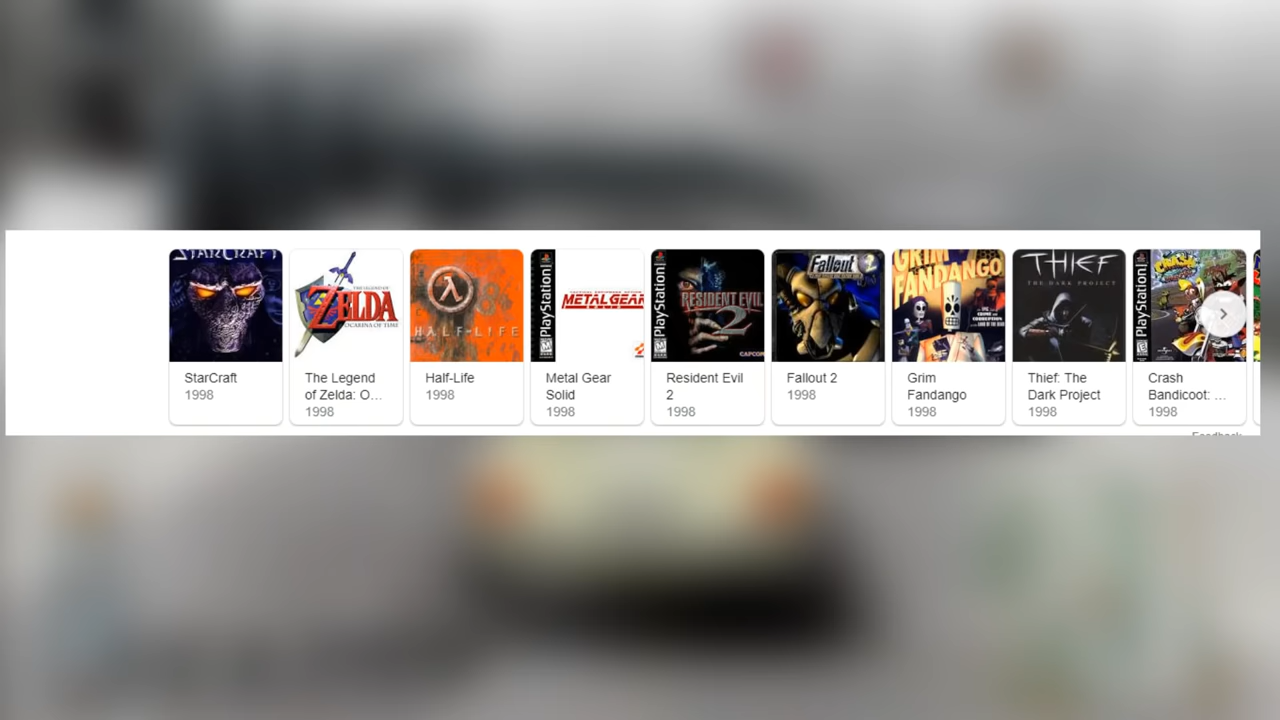 STARCRAFT
THE LEGEND OF
ZELDA
OCARINA OF TIME
HALF-LIFE
PlayStation
METAL GEAR
PlayStation
RESIDENT EVIL
2
CAPCOM
Fallout 2
GRIM
FANDANGO
THIEF
THE DARK PROJECT
PlayStation
CRASH
StarCraft
1998
The Legend
of Zelda: O...
1998
Half-Life
1998
Metal Gear
Solid
1998
Resident Evil
2
1998
Fallout 2
1998
Grim
Fandango
1998
Thief: The
Dark Project
1998
Crash
Bandicoot: ...
1998
Feedback